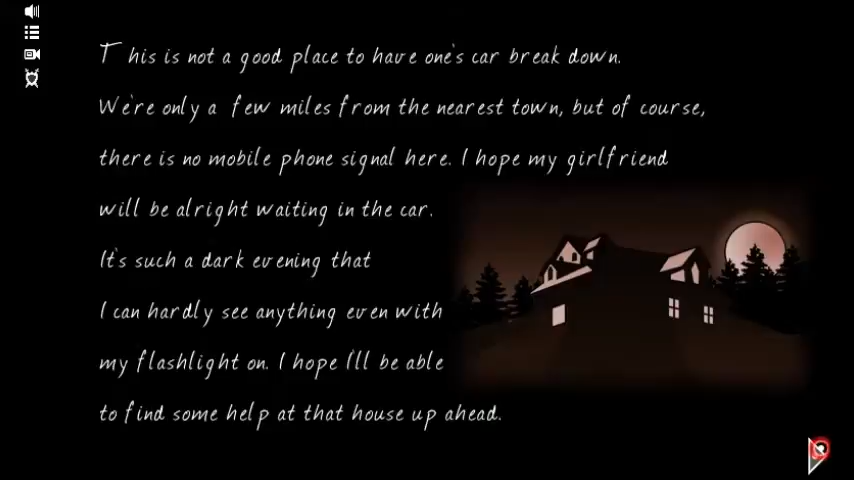 This is not a good place to have one's car break down.
We're only a few miles from the nearest town, but of course,
there is no mobile phone signal here. I hope my girlfriend
will be alright waiting in the car.
It's such a dark evening that
I can hardly see anything even with
my flashlight on. I hope I'll be able
to find some help at that house up ahead.